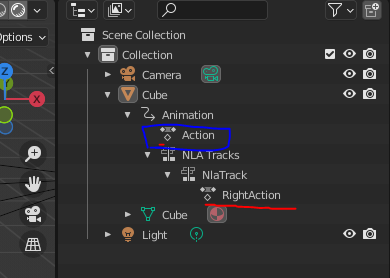 Options
Scene Collection
Collection
Camera
Cube
Animation
Action
NLA Tracks
NlaTrack
RightAction
Cube
Light
Z
X